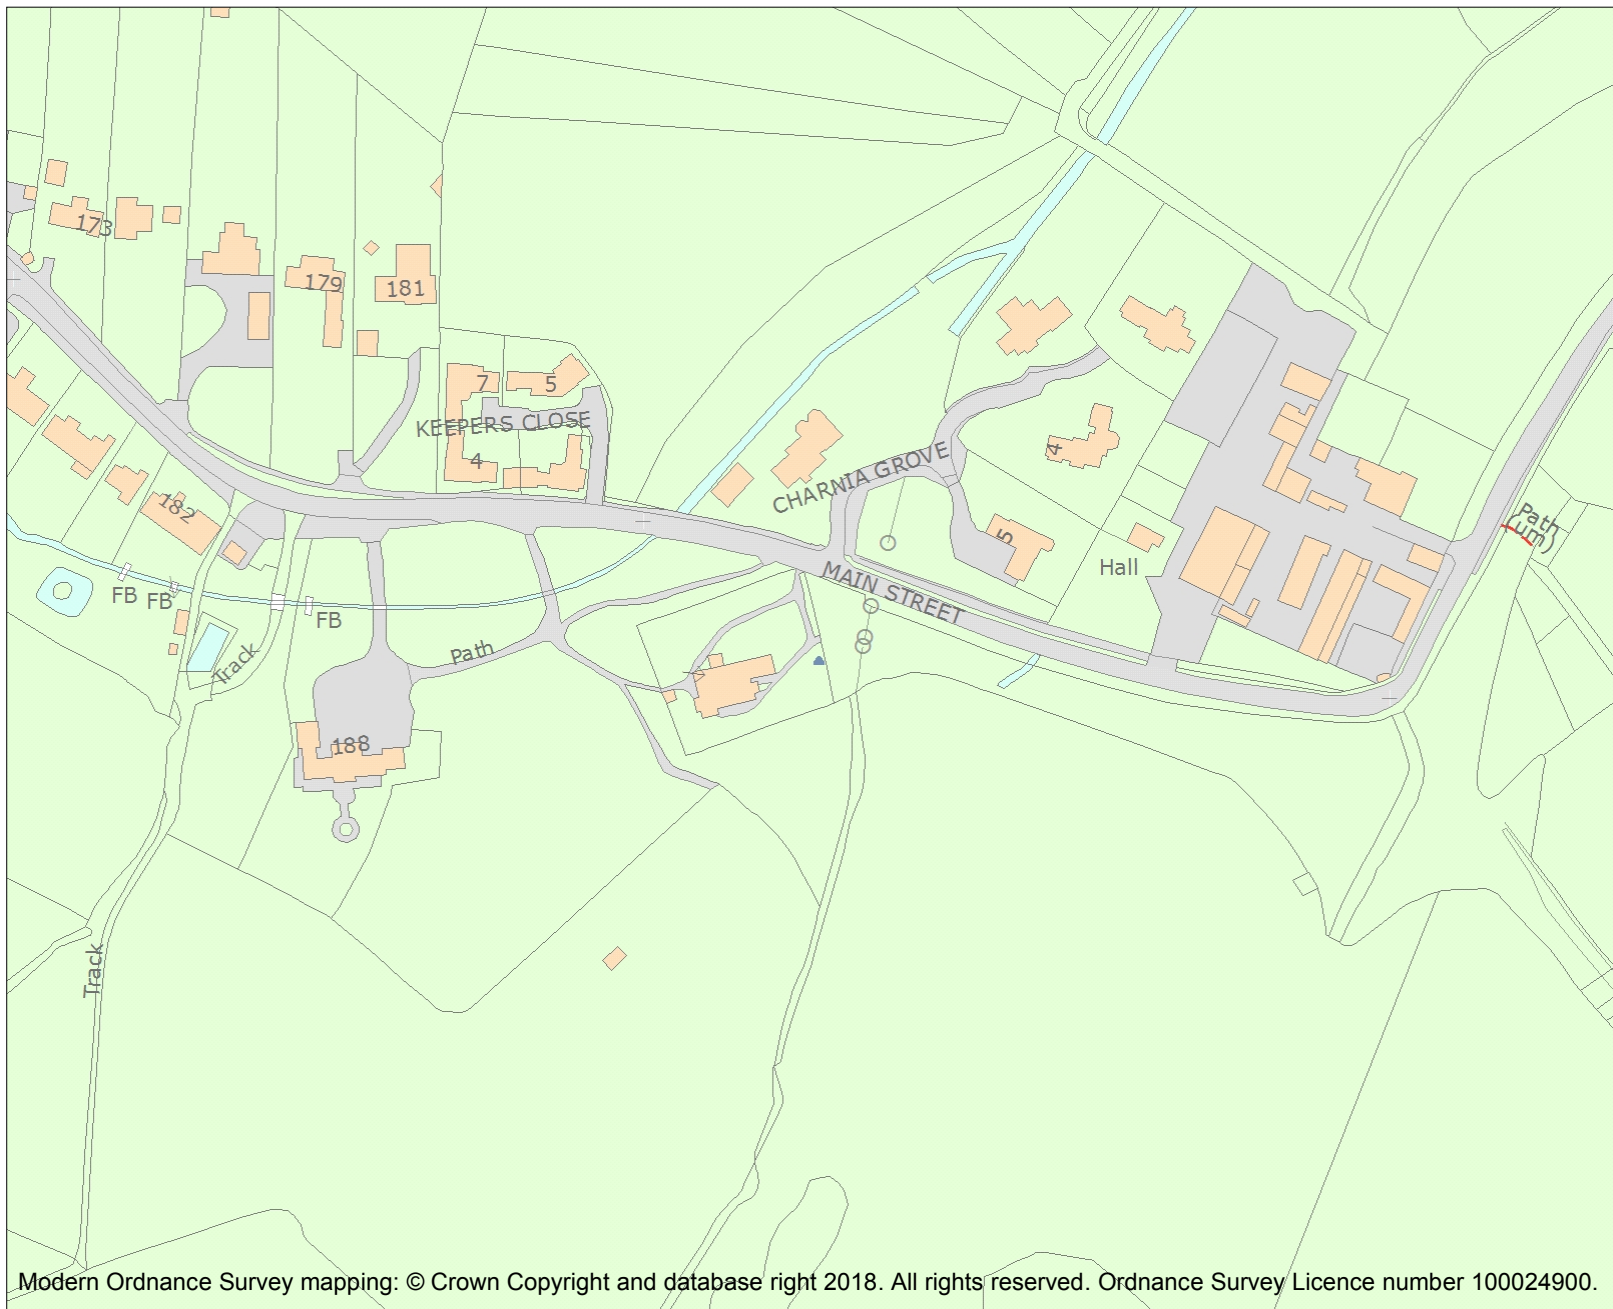 173
179
181
7
5
KEEPERS CLOSE
4
182
CHARNIA GROVE
4
5
Hall
Path
(um)
MAIN STREET
FB
FB
FB
Path
Track
188
Track
Modern Ordnance Survey mapping: © Crown Copyright and database right 2018. All rights reserved. Ordnance Survey Licence number 100024900.